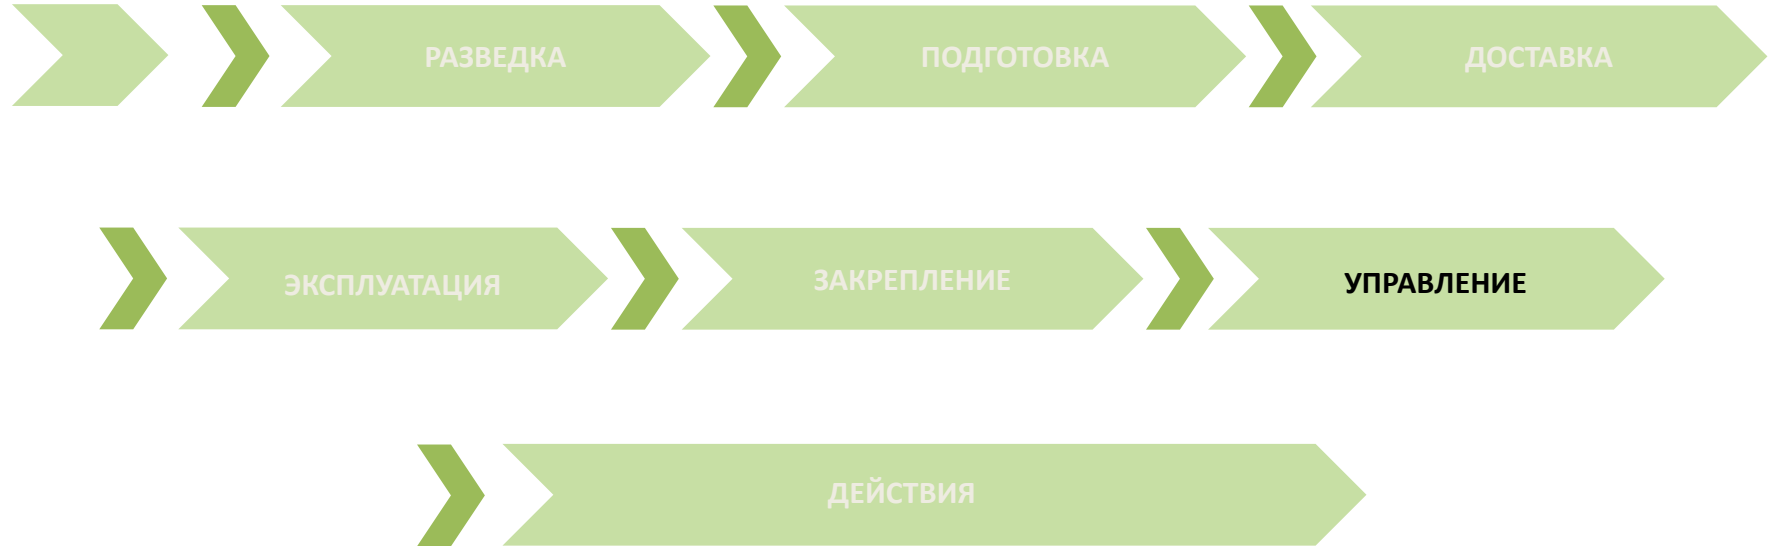 РАЗВЕДКА
ПОДГОТОВКА
ДОСТАВКА
ЭКСПЛУАТАЦИЯ
ЗАКРЕПЛЕНИЕ
УПРАВЛЕНИЕ
ДЕЙСТВИЯ